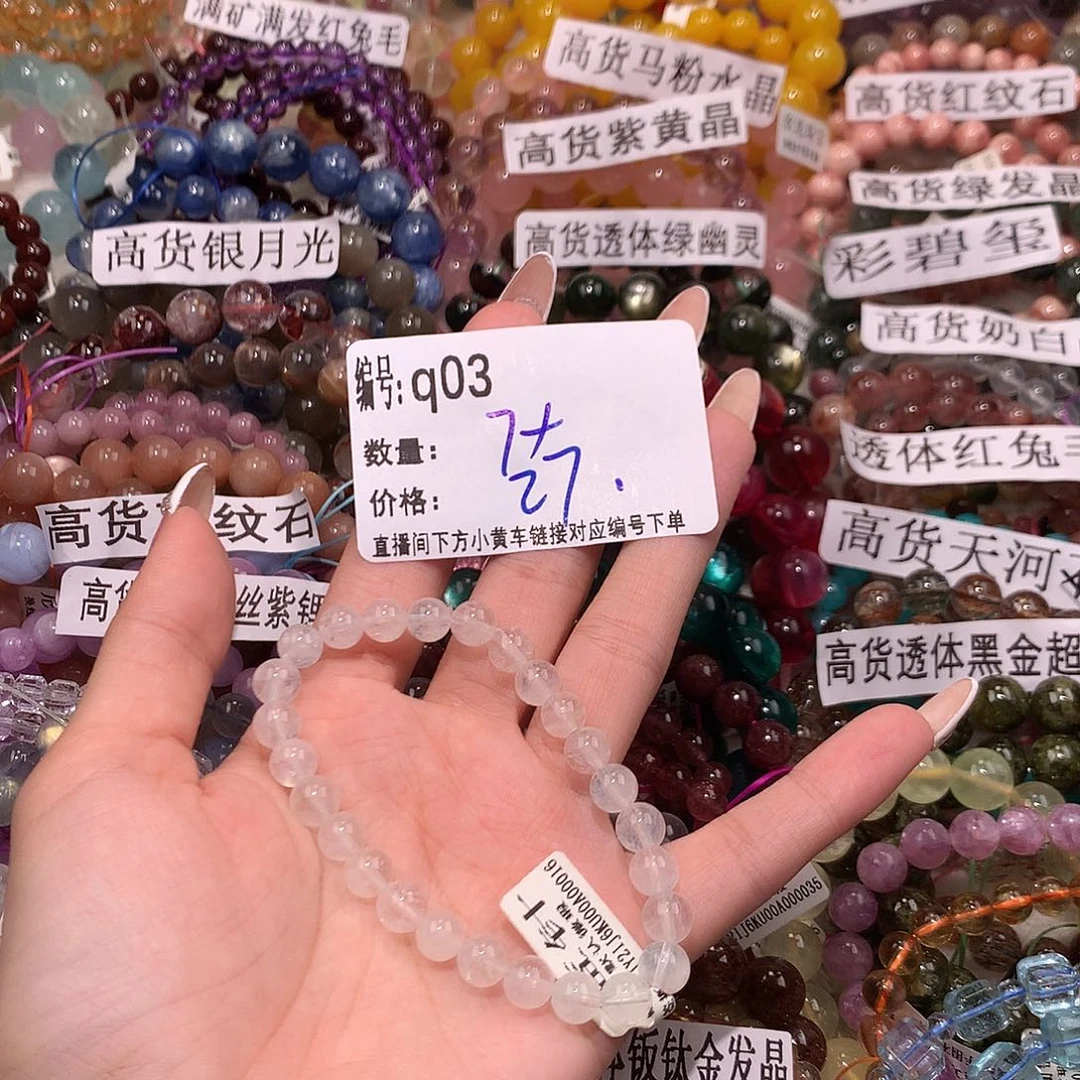 满矿满发红兔毛
高货马粉水晶
高货红纹石
高货紫黄晶
高货绿发晶
高货银月光
高货透体绿幽灵
彩碧玺
高货奶白
编号: q03
数量:
价格:
直播间下方小黄车链接对应编号下单
透体红兔毛
高货 纹石
高货天河
高 丝紫锂
高货透体黑金超
TY21J6KU00A000016
21J6KU00A000035
钣钛金发晶